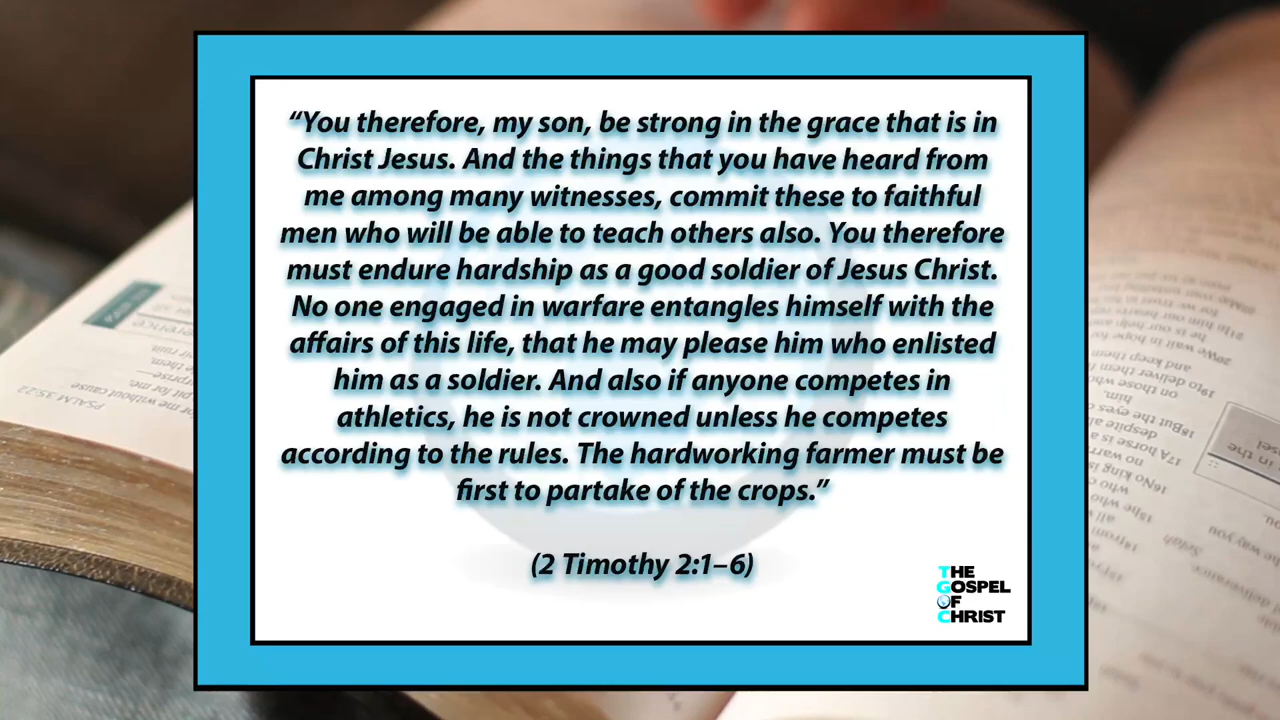 “You therefore, my son, be strong in the grace that is in
Christ Jesus. And the things that you have heard from
me among many witnesses, commit these to faithful
men who will be able to teach others also. You therefore
must endure hardship as a good soldier of Jesus Christ.
No one engaged in warfare entangles himself with the
affairs of this life, that he may please him who enlisted
him as a soldier. And also if anyone competes in
athletics, he is not crowned unless he competes
according to the rules. The hardworking farmer must be
first to partake of the crops.”
(2 Timothy 2:1–6)
THE
GOSPEL
OF
CHRIST
PSALM 35:22